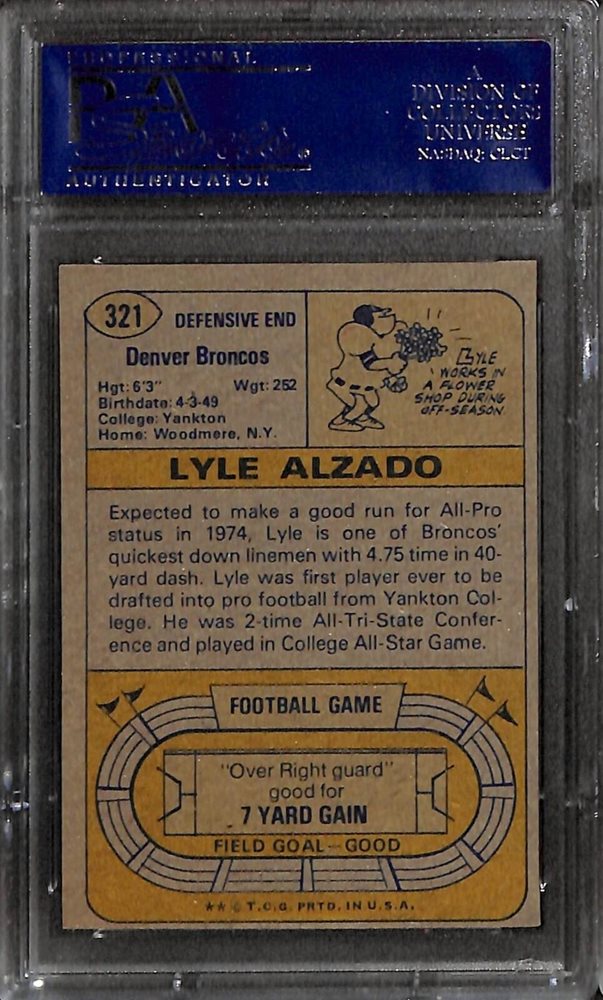 PROFESSIONAL
PSA
AUTHENTICATOR
A
DIVISION OF
COLLECTORS
UNIVERSE
NASDAQ: CLCT
321
DEFENSIVE END
Denver Broncos
Hgt: 6'3" Wgt: 252
Birthdate: 4-3-49
College: Yankton
Home: Woodmere, N.Y.
LYLE
WORKS IN
A FLOWER
SHOP DURING
OFF-SEASON
LYLE ALZADO
Expected to make a good run for All-Pro
status in 1974, Lyle is one of Broncos'
quickest down linemen with 4.75 time in 40-
yard dash. Lyle was first player ever to be
drafted into pro football from Yankton Col-
lege. He was 2-time All-Tri-State Confer-
ence and played in College All-Star Game.
FOOTBALL GAME
"Over Right guard"
good for
7 YARD GAIN
FIELD GOAL—GOOD
★★ © T.C.G. PRTD. IN U.S.A.